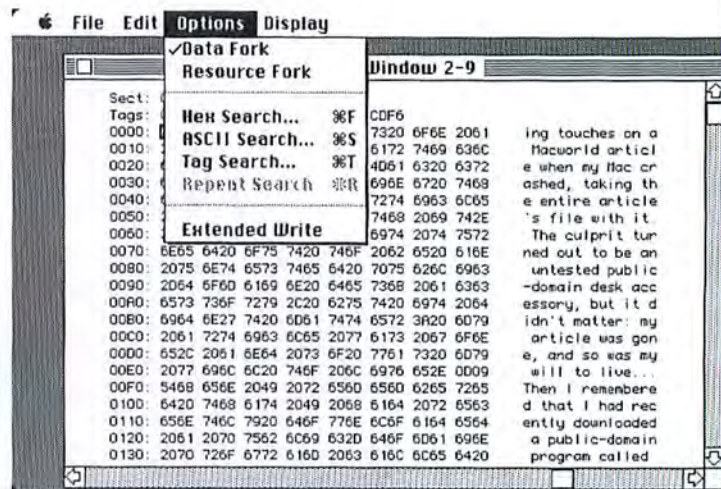 File Edit Options Display
✓Data Fork
Resource Fork
Hex Search... ⌘F
ASCII Search... ⌘S
Tag Search... ⌘T
Repeat Search ⌘R
Extended Write
Window 2-9
Sect:
Tags: CDF6
0000: 7320 6F6E 2061 ing touches on a
0010: 6172 7469 636C Macworld articl
0020: 4D61 6320 6372 e when my Mac cr
0030: 696E 6720 7468 ashed, taking th
0040: 7274 6963 6C65 e entire article
0050: 7468 2069 742E 's file with it.
0060: 6974 2074 7572 The culprit tur
0070: 6E65 6420 6F75 7420 746F 2062 6520 616E ned out to be an
0080: 2075 6E74 6573 7465 6420 7075 626C 6963 untested public
0090: 2D64 6F6D 6169 6E20 6465 736B 2061 6363 -domain desk acc
00A0: 6573 736F 7279 2C20 6275 7420 6974 2064 essory, but it d
00B0: 6964 6E27 7420 6D61 7474 6572 3A20 6D79 idn't matter: my
00C0: 2061 7274 6963 6C65 2077 6173 2067 6F6E article was gon
00D0: 652C 2061 6E64 2073 6F20 7761 7320 6D79 e, and so was my
00E0: 2077 696C 6C20 746F 206C 6976 652E 0D09 will to live...
00F0: 5468 656E 2049 2072 656D 656D 6265 7265 Then I remembere
0100: 6420 7468 6174 2049 2068 6164 2072 6563 d that I had rec
0110: 656E 746C 7920 646F 776E 6C6F 6164 6564 ently downloaded
0120: 2061 2070 7562 6C69 632D 646F 6D61 696E a public-domain
0130: 2070 726F 6772 616D 2063 616C 6C65 6420 program called